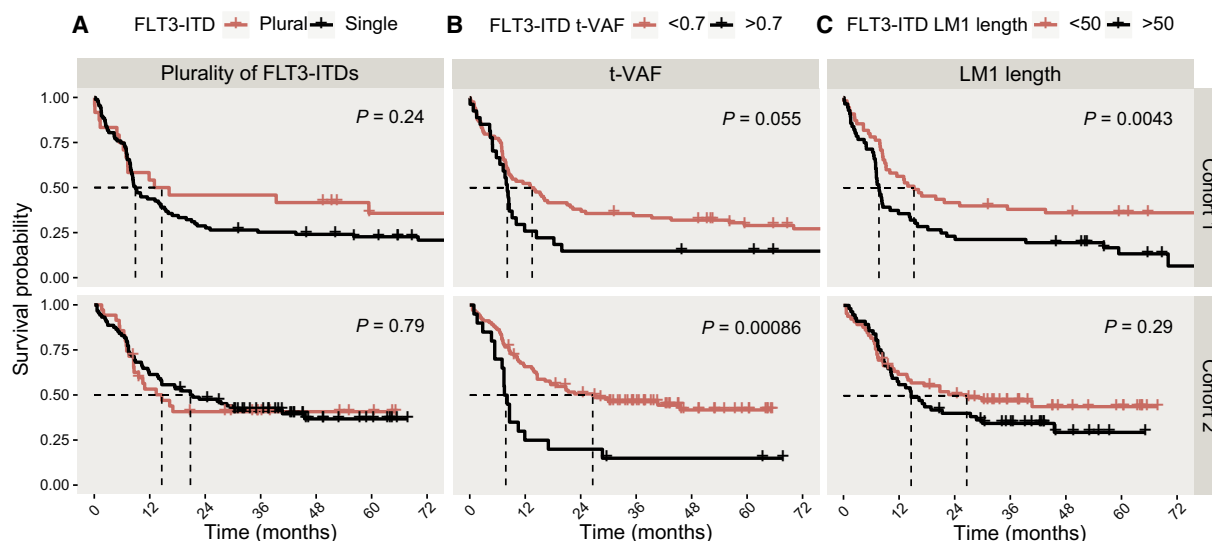 A FLT3-ITD Plural Single B FLT3-ITD t-VAF <0.7 >0.7 C FLT3-ITD LM1 length <50 >50
Plurality of FLT3-ITDs t-VAF LM1 length
Survival probability
1.00
0.75
0.50
0.25
0.00
P = 0.24
P = 0.055
P = 0.0043
Cohort 1
1.00
0.75
0.50
0.25
0.00
P = 0.79
P = 0.00086
P = 0.29
Cohort 2
0 12 24 36 48 60 72 0 12 24 36 48 60 72 0 12 24 36 48 60 72
Time (months) Time (months) Time (months)